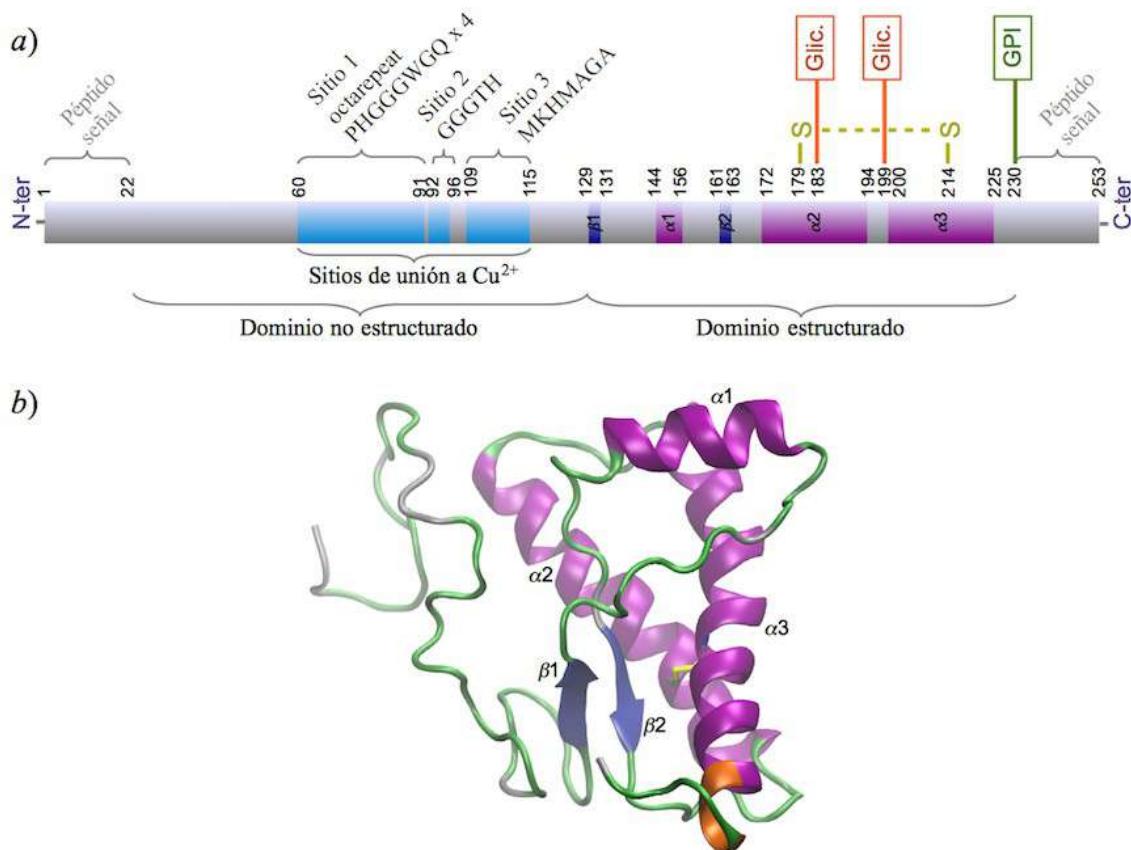 a)
Péptido
señal
Sitio 1
octarepeat
PHGGGWGQ x 4
Sitio 2
GGGTH
Sitio 3
MKHMAGA
Glic.
Glic.
GPI
S
S
Péptido
señal
N-ter
1
22
60
91
92
96
109
115
129
131
144
156
161
163
172
179
183
194
199
200
214
225
230
253
C-ter
β1
α1
β2
α2
α3
Sitios de unión a Cu²⁺
Dominio no estructurado
Dominio estructurado
b)
α1
α2
α3
β1
β2